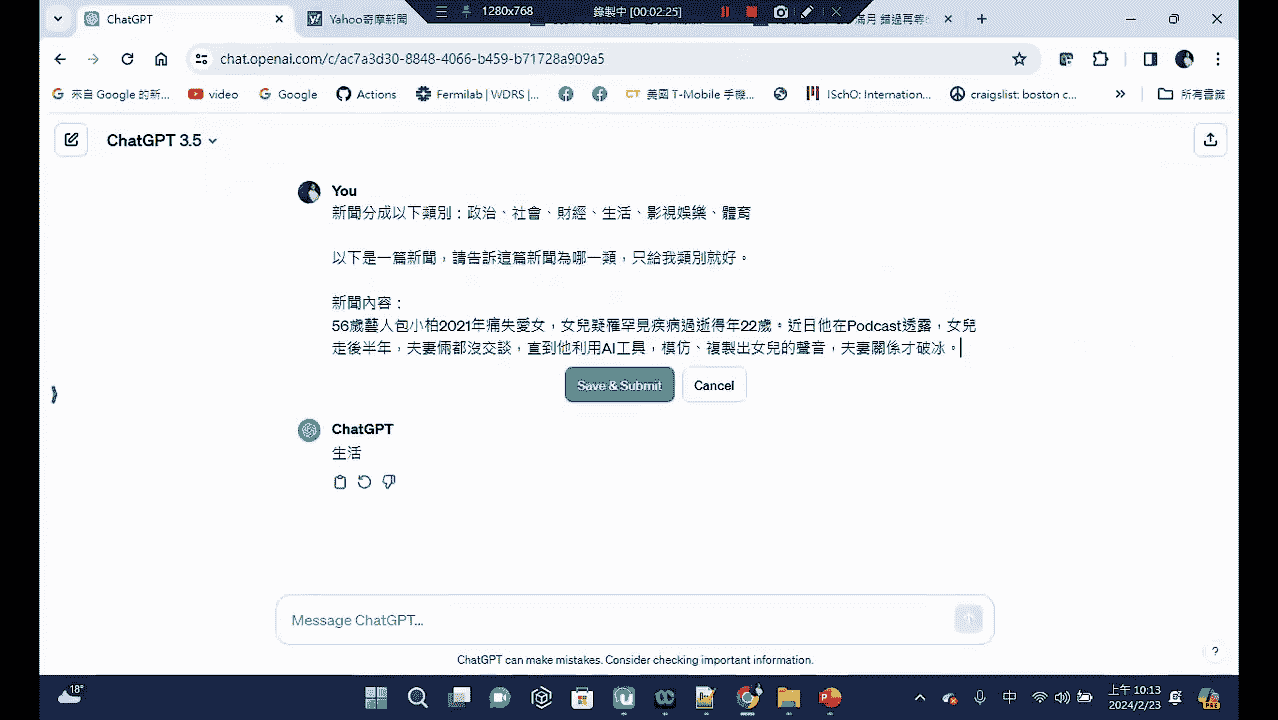 ChatGPT
Yahoo奇摩新聞
1280x768
錄製中 [00:02:25]
chat.openai.com/c/ac7a3d30-8848-4066-b459-b71728a909a5
來自 Google 的新...
video
Google
Actions
Fermilab | WDRS |...
美國 T-Mobile 手機...
ISchO: Internation...
craigslist: boston c...
所有書籤
ChatGPT 3.5
You
新聞分成以下類別：政治、社會、財經、生活、影視娛樂、體育
以下是一篇新聞，請告訴這篇新聞為哪一類，只給我類別就好。
新聞內容：
56歲藝人包小柏2021年痛失愛女，女兒疑罹罕見疾病過逝得年22歲。近日他在Podcast透露，女兒
走後半年，夫妻倆都沒交談，直到他利用AI工具，模仿、複製出女兒的聲音，夫妻關係才破冰。
Save & Submit
Cancel
ChatGPT
生活
Message ChatGPT...
ChatGPT can make mistakes. Consider checking important information.
?
18°
中
上午 10:13
2024/2/23
PRE